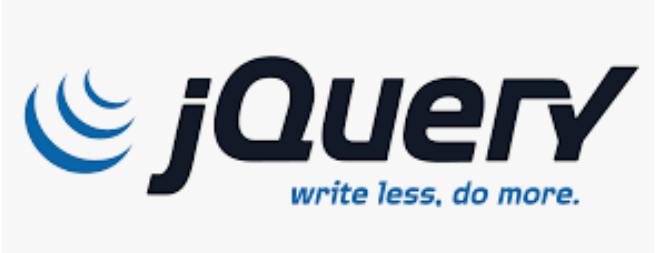 jQuery
write less, do more.